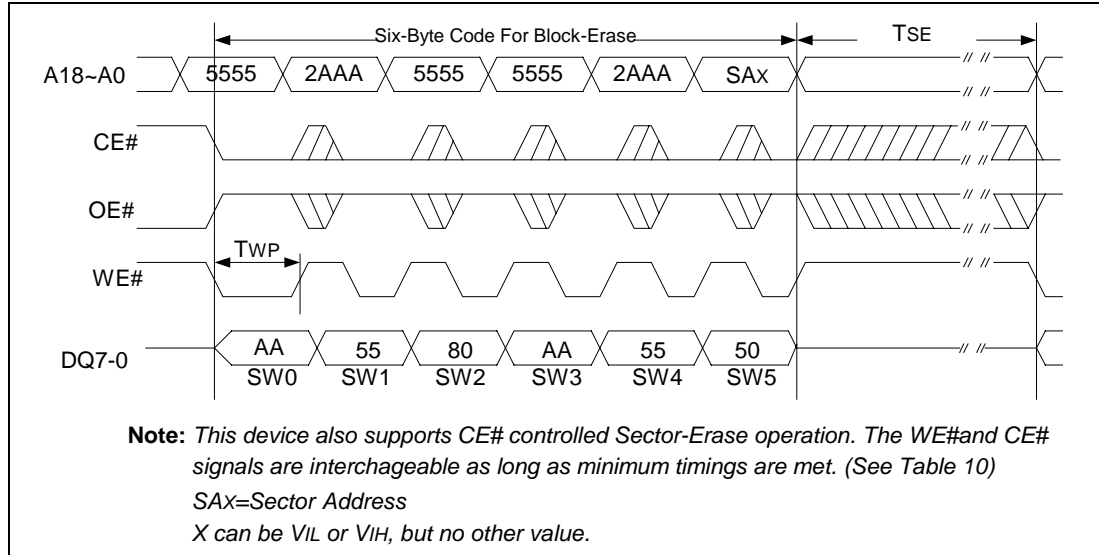 Six-Byte Code For Block-Erase TSE
A18~A0 5555 2AAA 5555 5555 2AAA SAX
CE#
OE#
TWP
WE#
DQ7-0 AA 55 80 AA 55 50
SW0 SW1 SW2 SW3 SW4 SW5
Note: This device also supports CE# controlled Sector-Erase operation. The WE#and CE#
signals are interchageable as long as minimum timings are met. (See Table 10)
SAX=Sector Address
X can be VIL or VIH, but no other value.